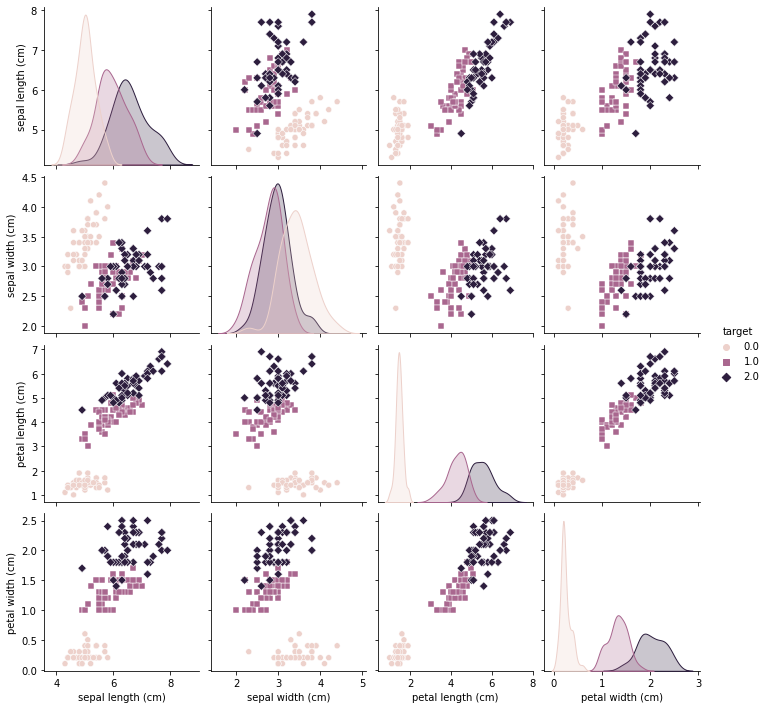 8
7
6
5
sepal length (cm)
4.5
4.0
3.5
3.0
2.5
2.0
sepal width (cm)
target
0.0
1.0
2.0
7
6
5
4
3
2
1
petal length (cm)
2.5
2.0
1.5
1.0
0.5
0.0
petal width (cm)
4 6 8
2 3 4 5
0 2 4 6 8
0 1 2 3
sepal length (cm) sepal width (cm) petal length (cm) petal width (cm)